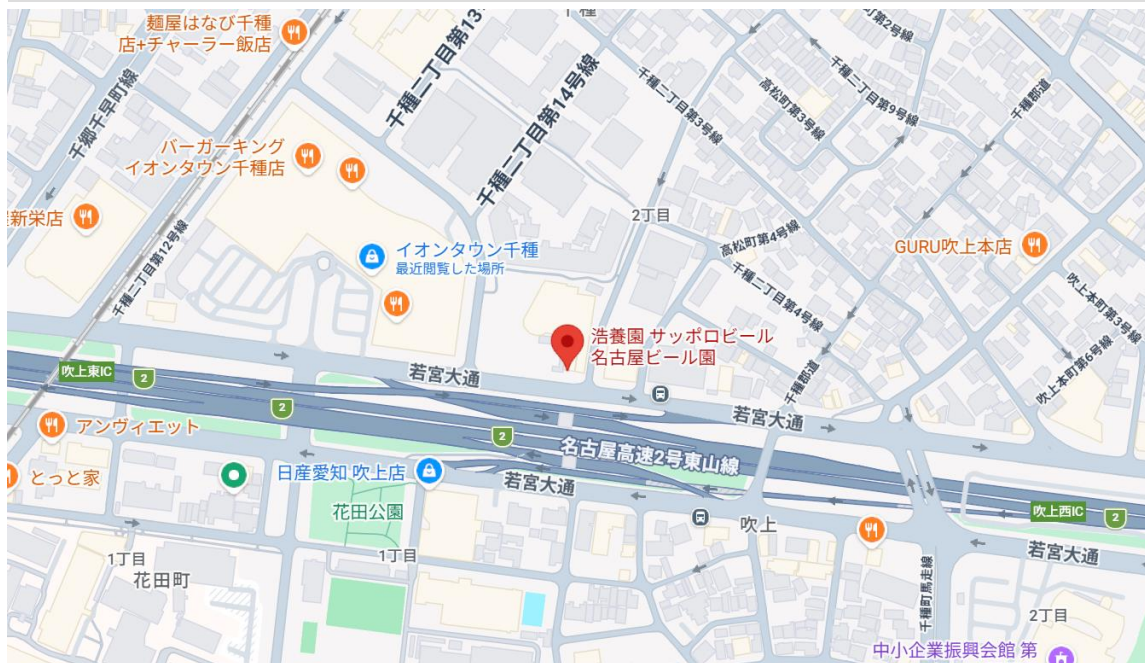 麺屋はなび千種
店+チャーラー飯店
千種二丁目第13
千種
千種二丁目第14号線
千種二丁目第3号線
高松町第2号線
高松町第3号線
千種二丁目第9号線
千種郡道
千郷千早町線
バーガーキング
イオンタウン千種店
屋新栄店
千種二丁目第12号線
イオンタウン千種
最近閲覧した場所
2丁目
高松町第4号線
千種二丁目第4号線
GURU吹上本店
吹上本町第3号
吹上本町第6号線
浩養園 サッポロビール
名古屋ビール園
千種郡道
吹上東IC
2
若宮大通
2
若宮大通
2
名古屋高速2号東山線
アンヴィエット
とっと家
日産愛知 吹上店
若宮大通
花田公園
吹上
吹上西IC
2
若宮大通
1丁目
花田町
1丁目
千種町馬走線
2丁目
中小企業振興会館 第